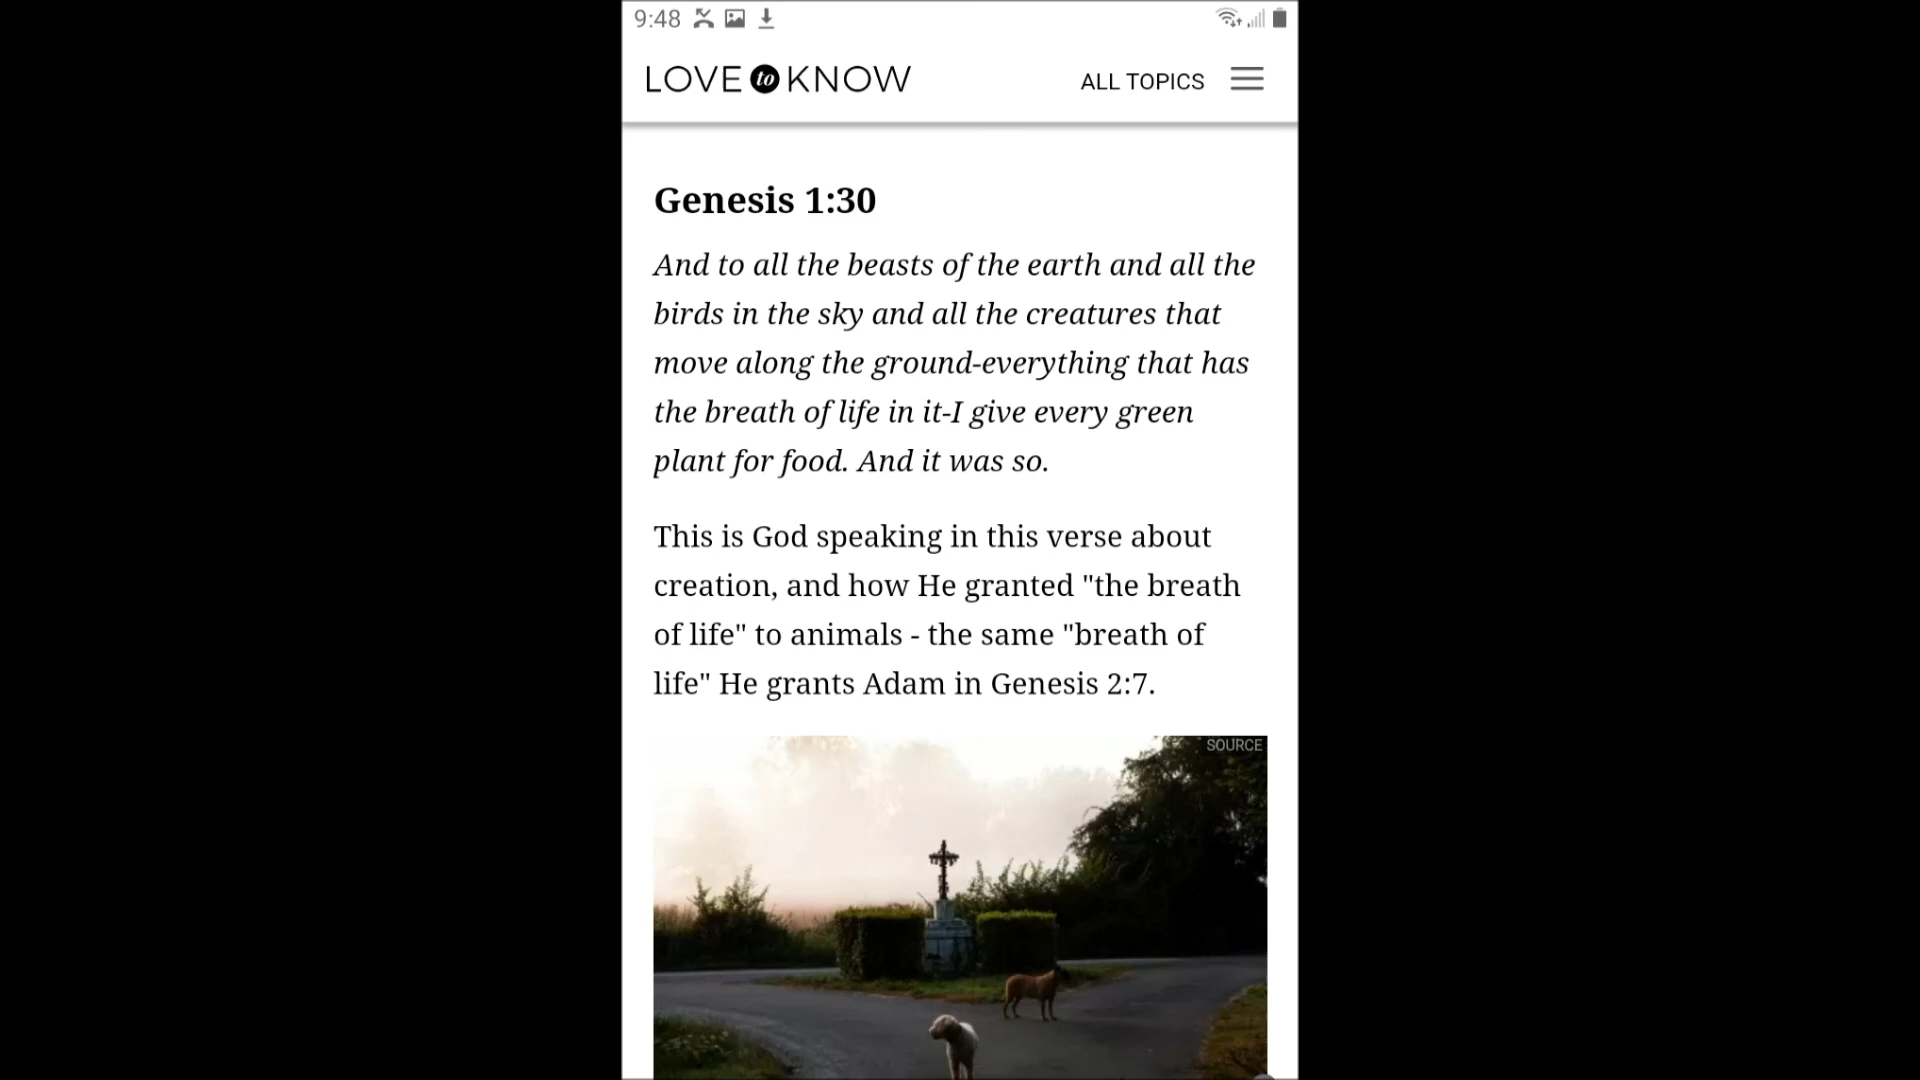 9:48
LOVE to KNOW
ALL TOPICS
Genesis 1:30
And to all the beasts of the earth and all the
birds in the sky and all the creatures that
move along the ground-everything that has
the breath of life in it-I give every green
plant for food. And it was so.
This is God speaking in this verse about
creation, and how He granted "the breath
of life" to animals - the same "breath of
life" He grants Adam in Genesis 2:7.
SOURCE